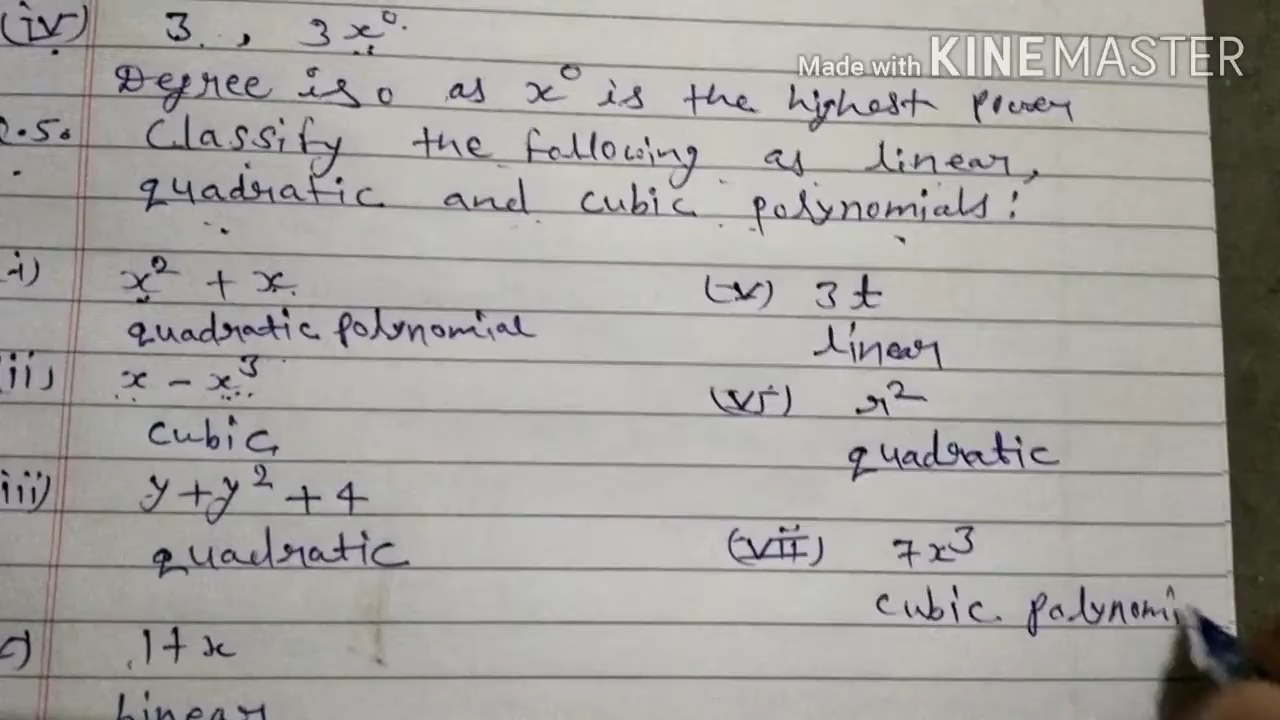 (iv) 3 , 3x⁰
Made with KINEMASTER
Degree is 0 as x⁰ is the highest power
.5. Classify the following as linear,
quadratic and cubic polynomials:
i) x² + x
quadratic polynomial
ii) x - x³
cubic
iii) y + y² + 4
quadratic
1 + x
Linear
(v) 3t
linear
(vi) r²
quadratic
(vii) 7x³
cubic polynomi